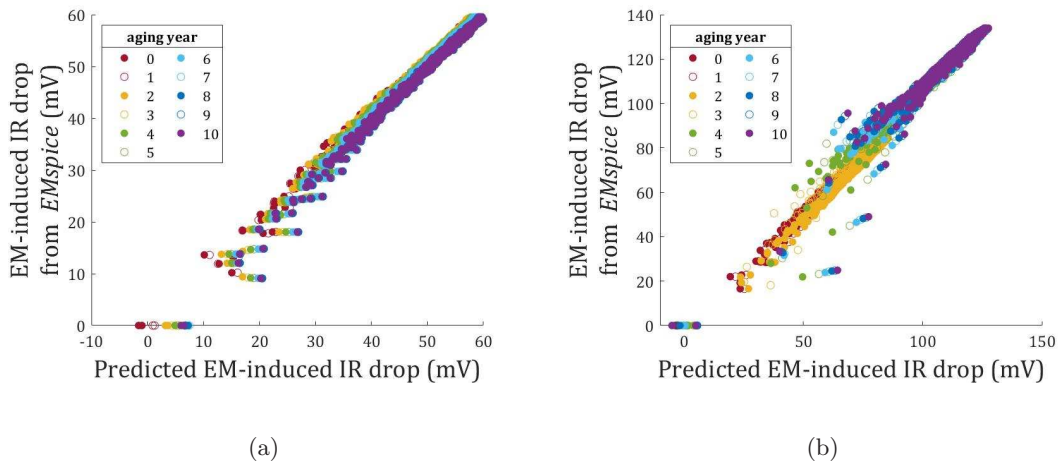 60
50
40
30
20
10
0
-10 0 10 20 30 40 50 60
EM-induced IR drop
from EMspice (mV)
Predicted EM-induced IR drop (mV)
aging year
0 6
1 7
2 8
3 9
4 10
5
(a)
140
120
100
80
60
40
20
0
0 50 100 150
EM-induced IR drop
from EMspice (mV)
Predicted EM-induced IR drop (mV)
aging year
0 6
1 7
2 8
3 9
4 10
5
(b)